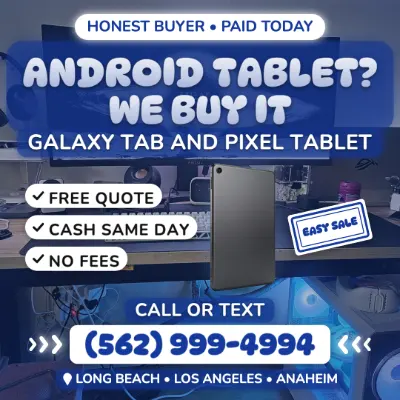 HONEST BUYER • PAID TODAY
ANDROID TABLET?
WE BUY IT
GALAXY TAB AND PIXEL TABLET
FREE QUOTE
CASH SAME DAY
NO FEES
EASY SALE
CALL OR TEXT
(562) 999-4994
LONG BEACH • LOS ANGELES • ANAHEIM